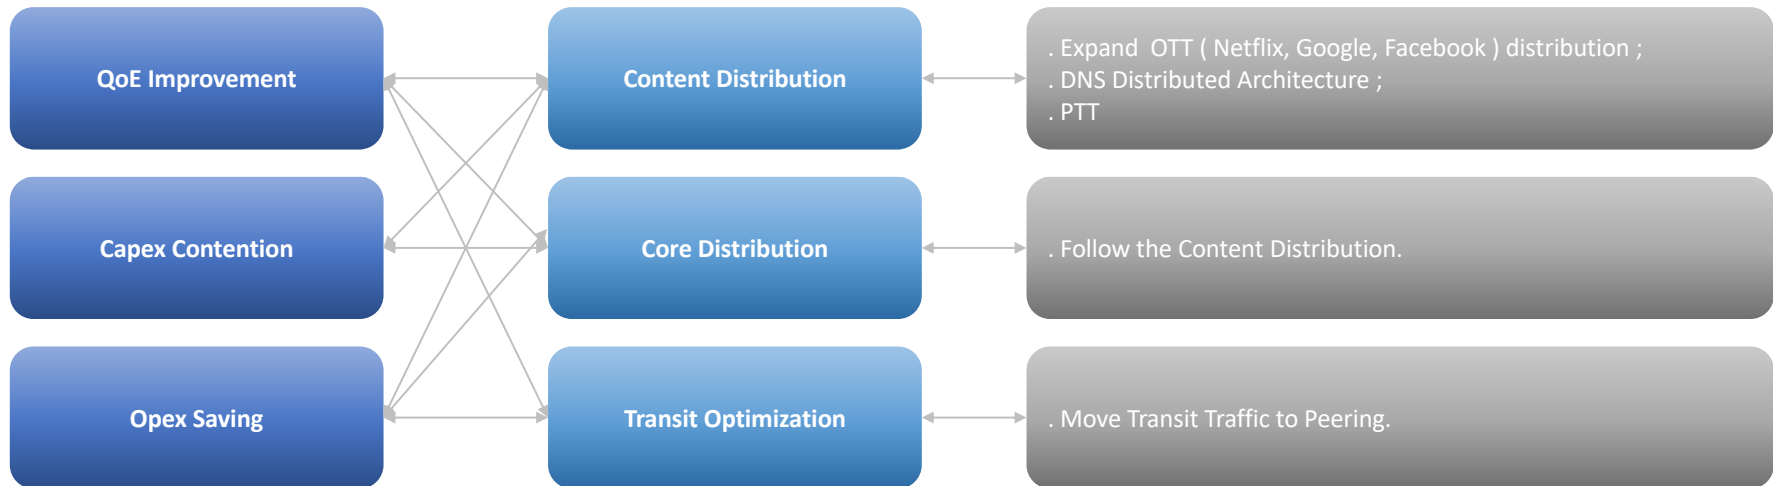 QoE Improvement
Content Distribution
. Expand  OTT ( Netflix, Google, Facebook ) distribution ;
. DNS Distributed Architecture ;
. PTT
Capex Contention
Core Distribution
. Follow the Content Distribution.
Opex Saving
Transit Optimization
. Move Transit Traffic to Peering.